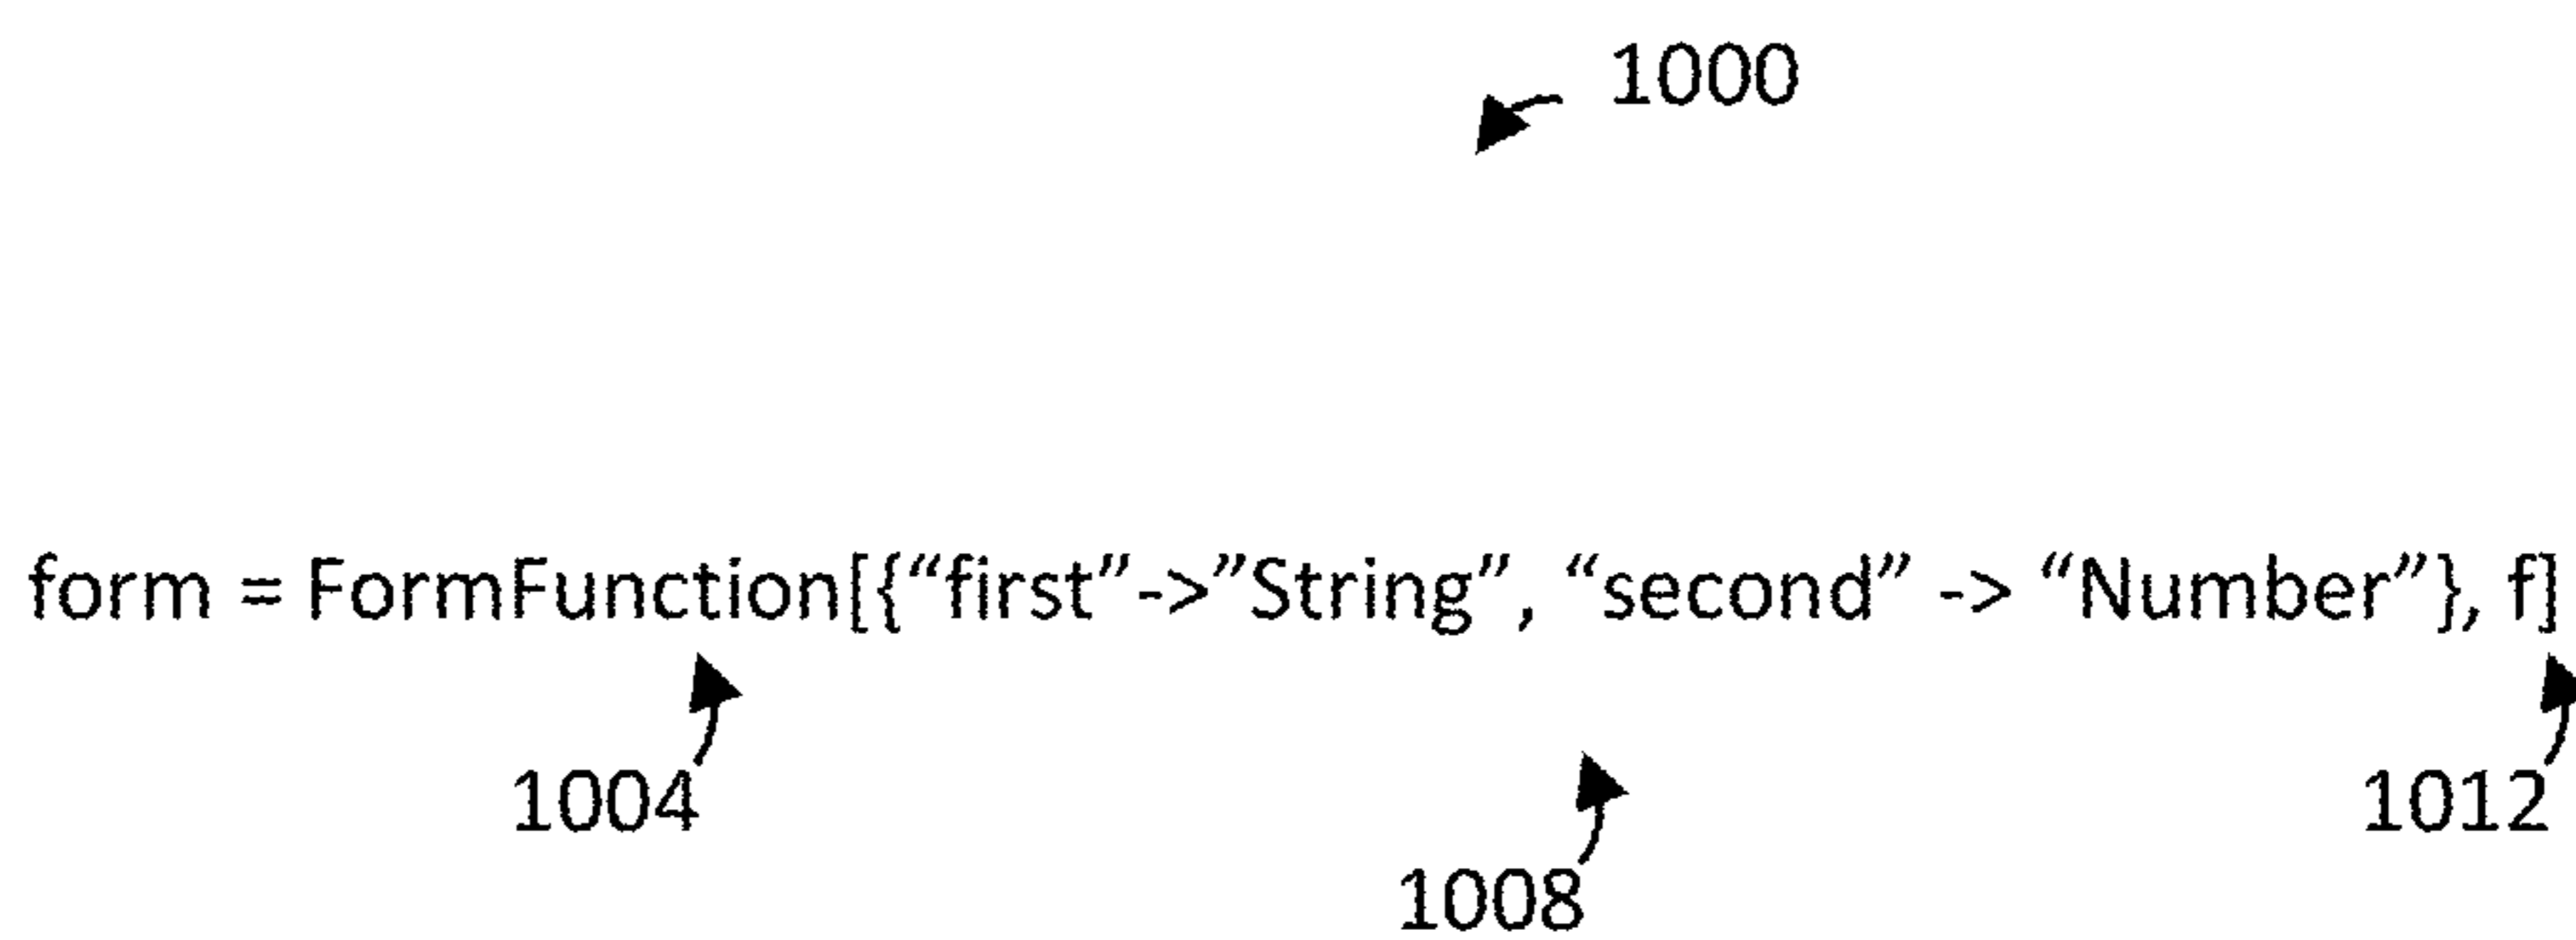 1000
form = FormFunction[{“first”->”String”, “second” -> “Number”}, f]
1004
1012
1008